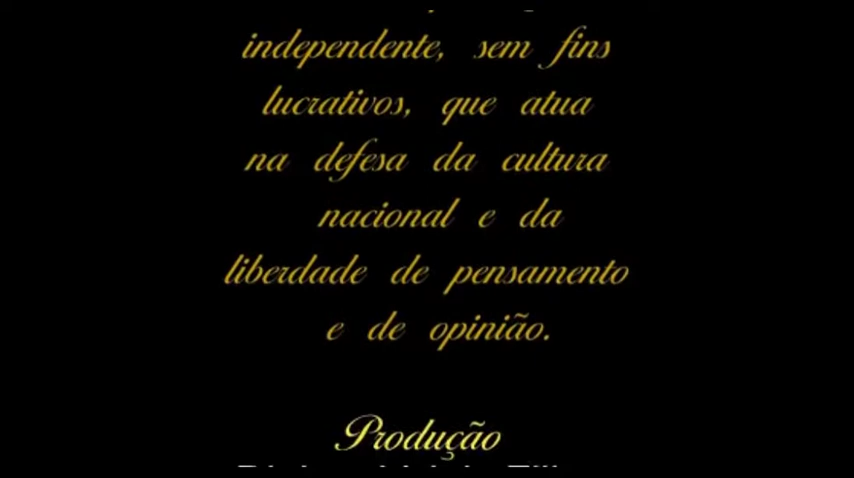 independente, sem fins
lucrativos, que atua
na defesa da cultura
nacional e da
liberdade de pensamento
e de opinião.
Produção